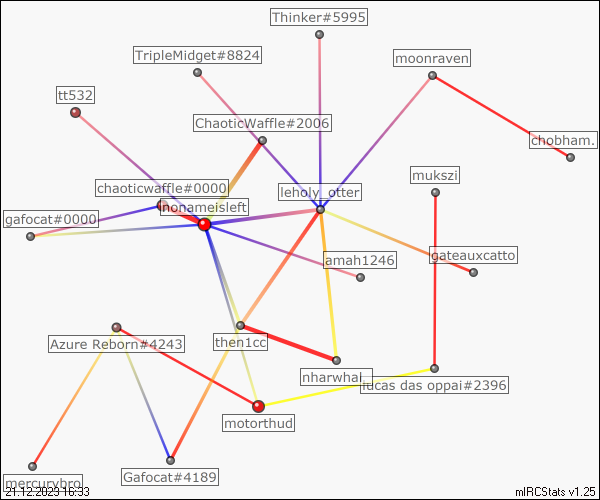 Thinker#5995
TripleMidget#8824
moonraven
tt532
ChaoticWaffle#2006
chobham.
mukszi
chaoticwaffle#0000
leholy_otter
nonameisleft
gafocat#0000
gateauxcatto
amah1246
Azure Reborn#4243
then1cc
nharwhal
lucas das oppai#2396
motorthud
Gafocat#4189
mercurybro
21.12.2023 16:33
mIRCStats v1.25